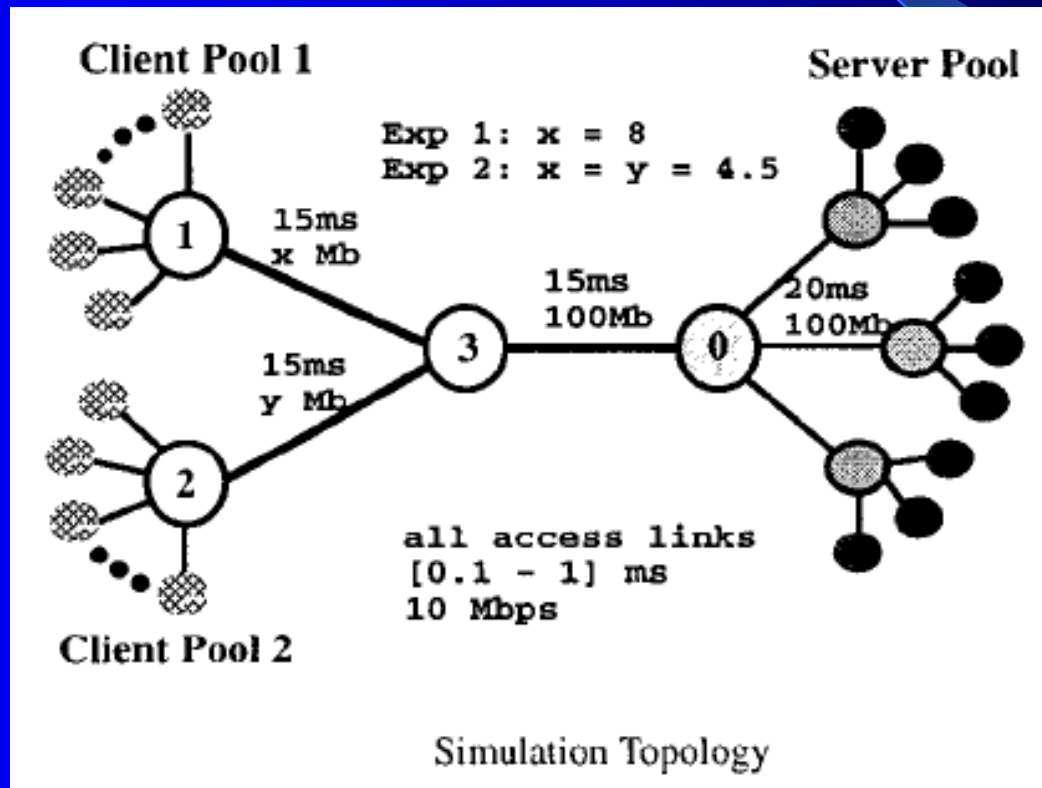 Client Pool 1
Server Pool
Exp 1: x = 8
Exp 2: x = y = 4.5
1
15ms
x Mb
15ms
100Mb
20ms
100Mb
3
0
15ms
y Mb
2
all access links
[0.1 - 1] ms
10 Mbps
Client Pool 2
Simulation Topology